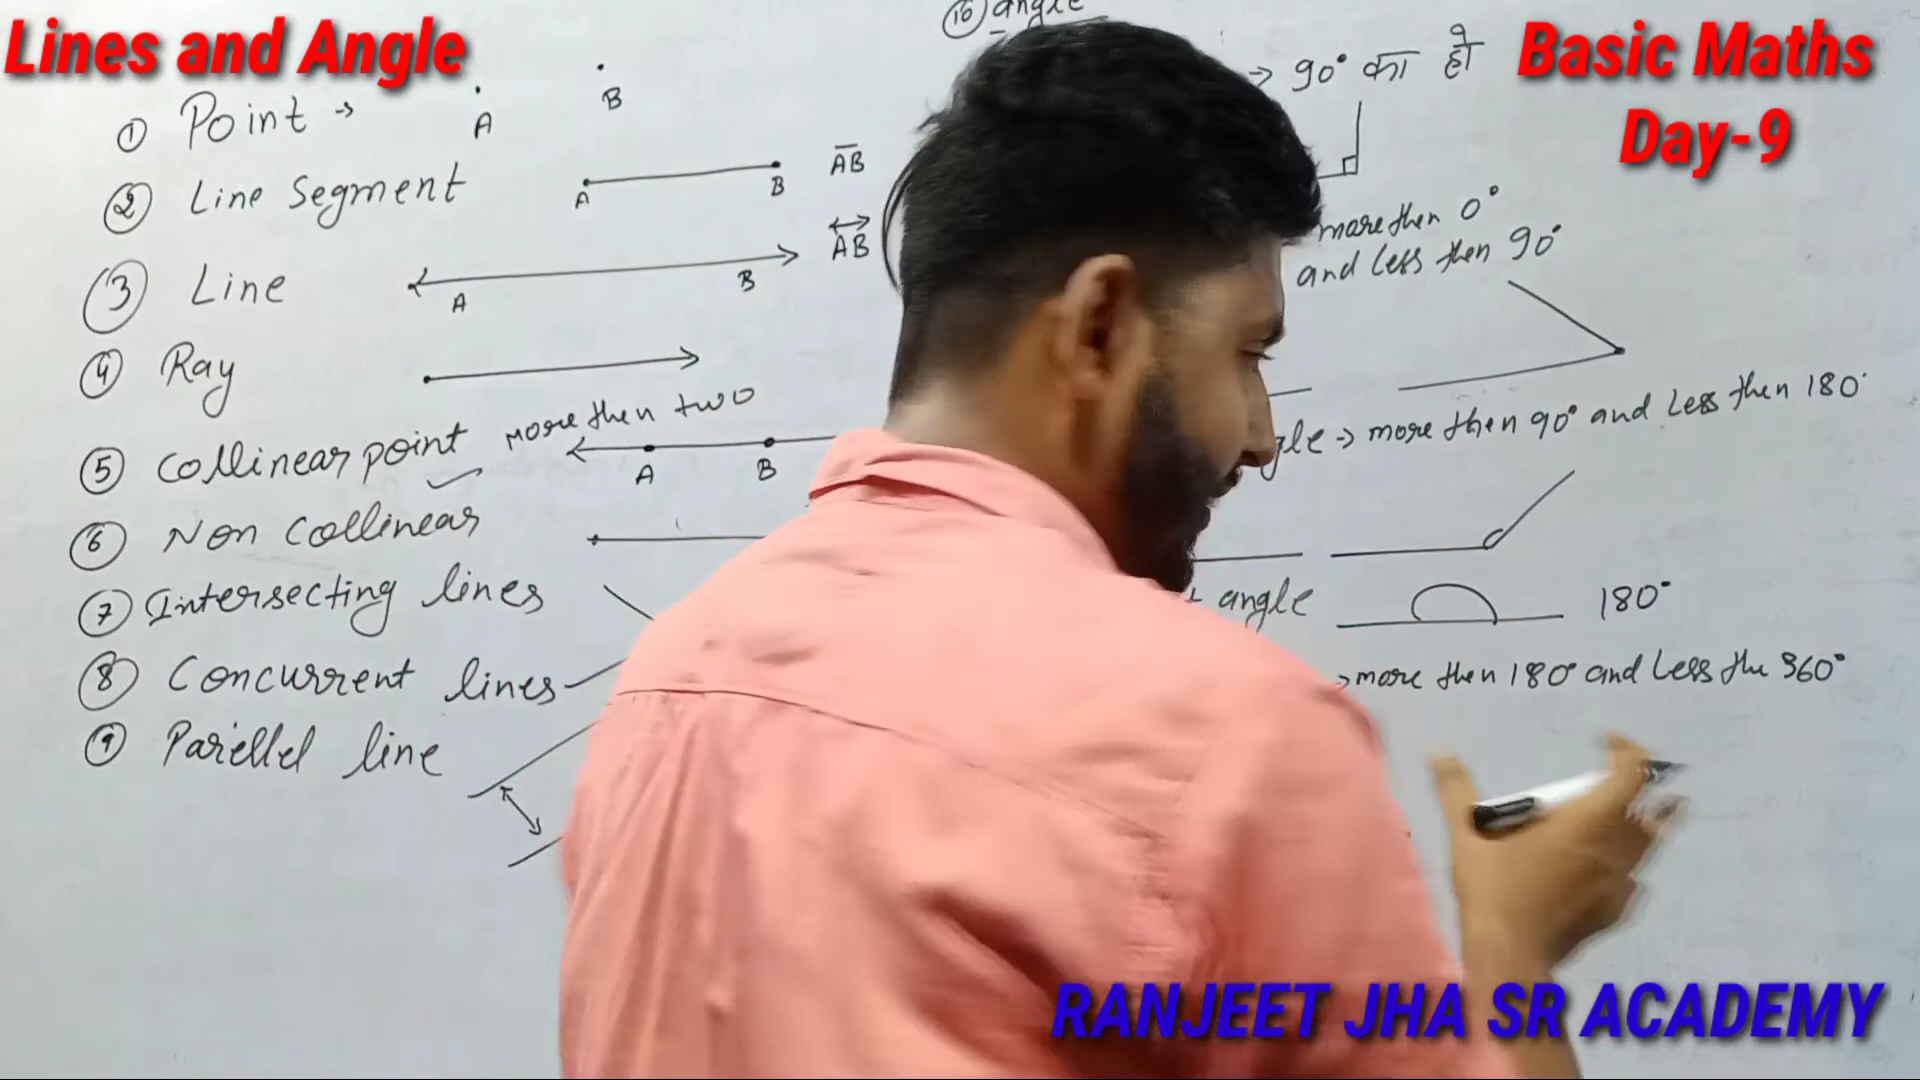 Lines and Angle
Basic Maths
Day-9
① Point →
A
B
② Line Segment
A
B
AB
③ Line
A
B
AB
④ Ray
⑤ Collinear point
more then two
A
B
⑥ Non Collinear
⑦ Intersecting lines
⑧ Concurrent lines
⑨ Parellel line
⑩ angle
→ 90° का हो
more then 0°
and Less then 90°
gle → more then 90° and Less then 180°
angle
180°
→ more then 180° and Less the 360°
RANJEET JHA SR ACADEMY